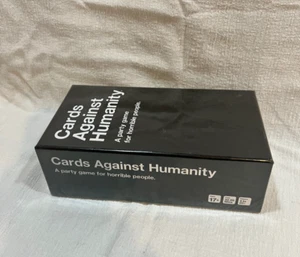 Cards
Against
Humanity
A party game
for horrible people.
Cards Against Humanity
A party game for horrible people.